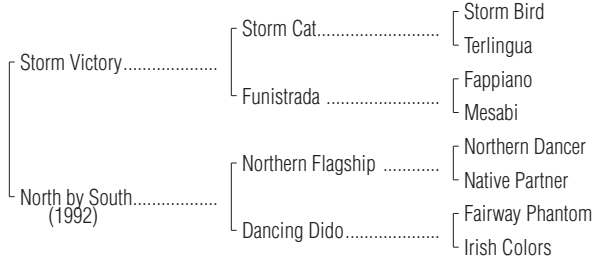 Storm Bird
Storm Cat........................................
Terlingua
Storm Victory......................
Fappiano
Funistrada .....................................
Mesabi
Northern Dancer
Northern Flagship ..................
Native Partner
North by South....................
(1992)
Fairway Phantom
Dancing Dido..............................
Irish Colors